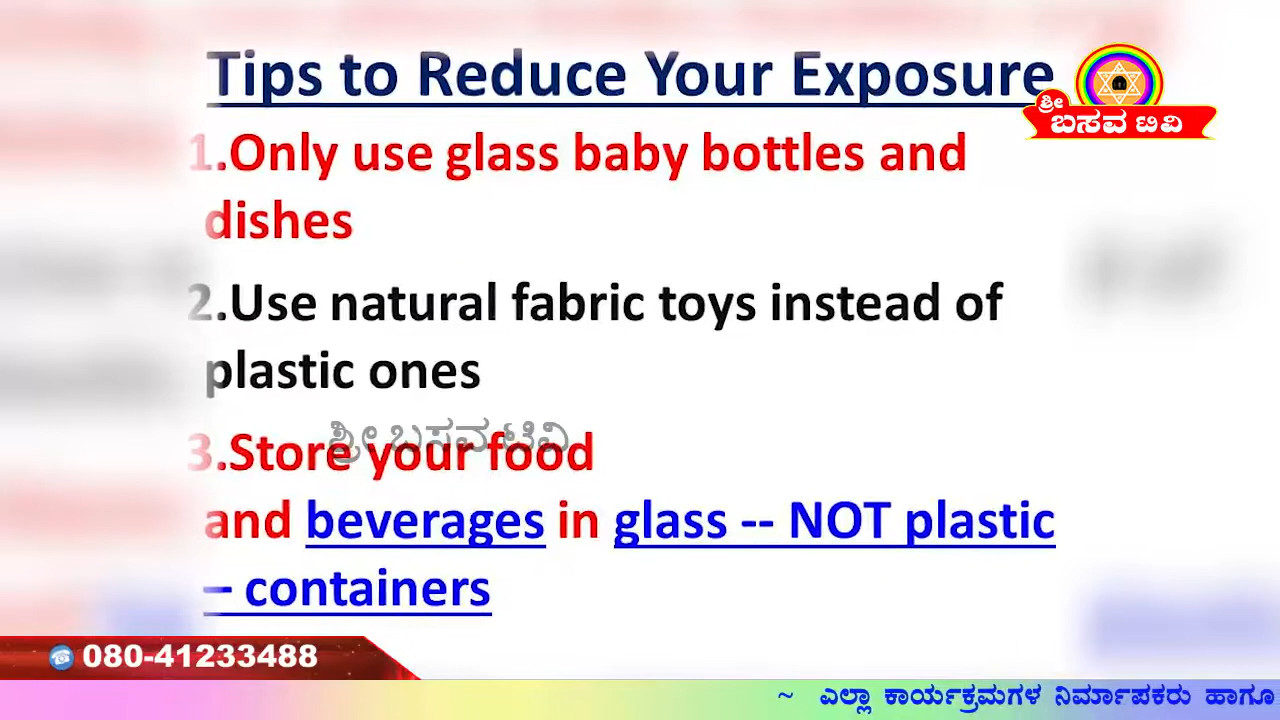 Tips to Reduce Your Exposure
ಶ್ರೀ
ಬಸವ ಟಿವಿ
1.Only use glass baby bottles and
dishes
2.Use natural fabric toys instead of
plastic ones
ಶ್ರೀ ಬಸವ ಟಿವಿ
3.Store your food
and beverages in glass -- NOT plastic
– containers
080-41233488
~ ಎಲ್ಲಾ ಕಾರ್ಯಕ್ರಮಗಳ ನಿರ್ಮಾಪಕರು ಹಾಗೂ